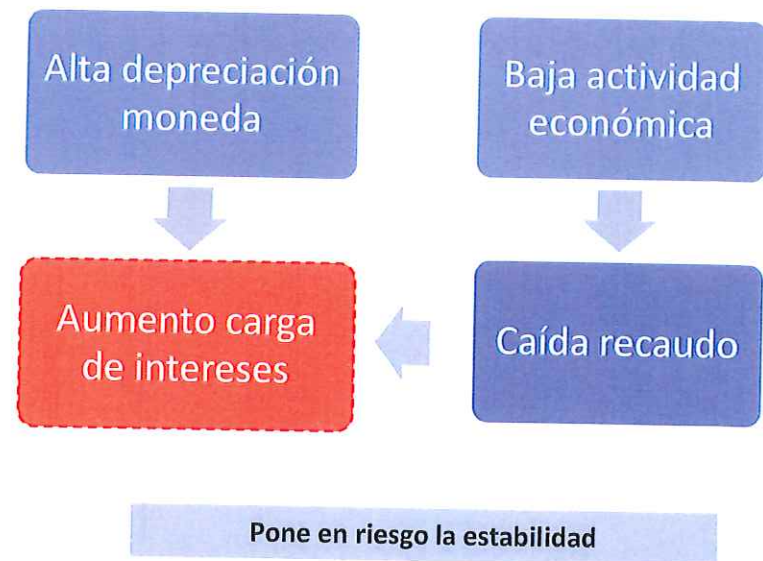 Alta depreciación
moneda
Baja actividad
económica
Aumento carga
de intereses
Caída recaudo
Pone en riesgo la estabilidad